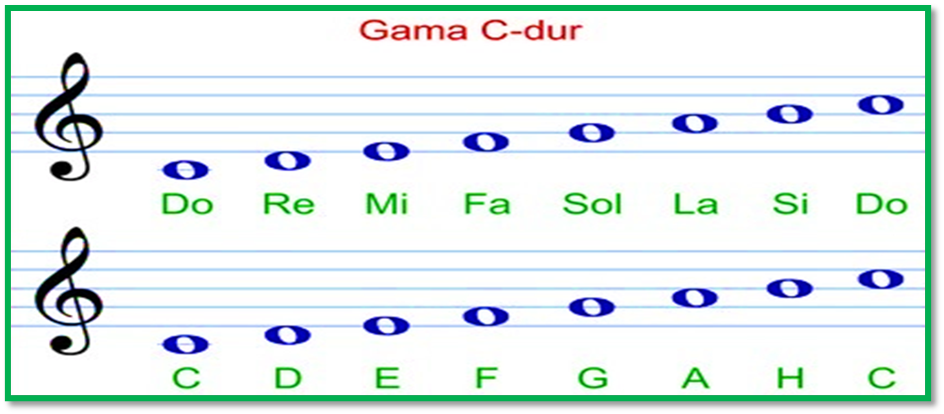 Gama C-dur
Do Re Mi Fa Sol La Si Do
C D E F G A H C